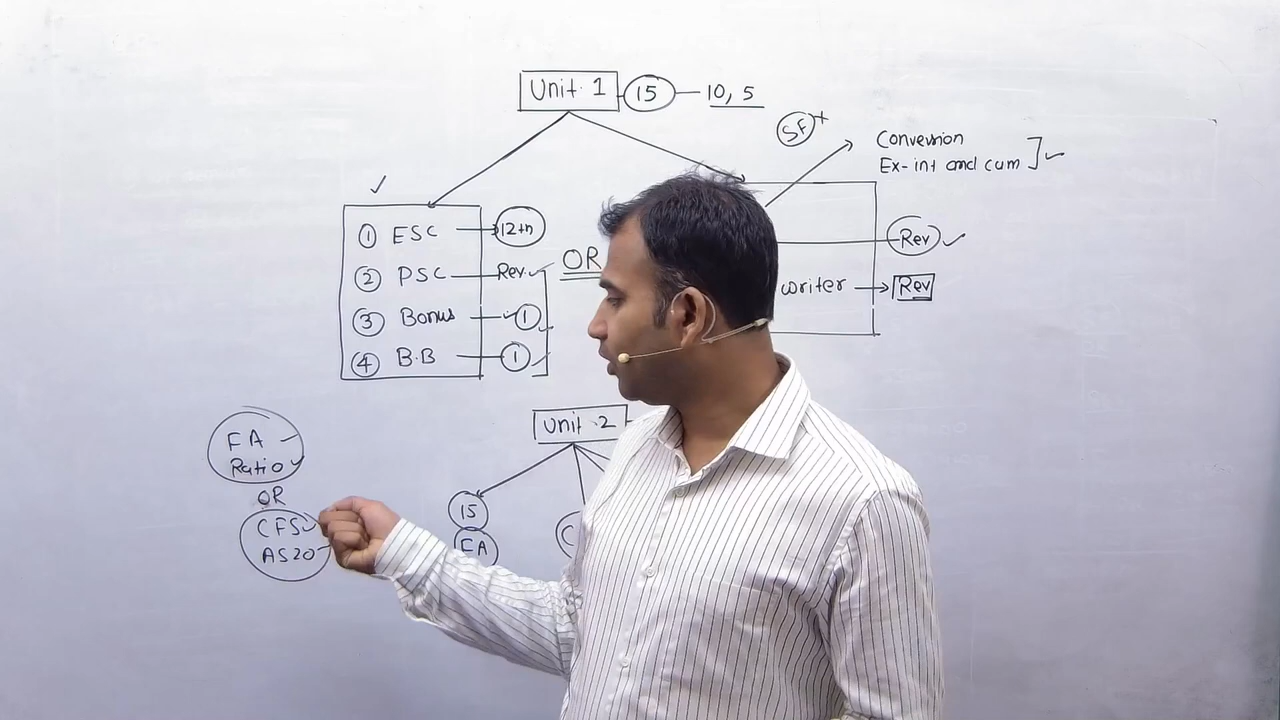 Unit. 1 15 — 10, 5
SF+
Conversion
Ex-int and cum
① ESC 12+n
② PSC Rev.
③ Bonus ①
④ B.B ①
OR
Rev
writer Rev
Unit .2
15
FA
C
FA
Ratio
OR
CFS
AS20